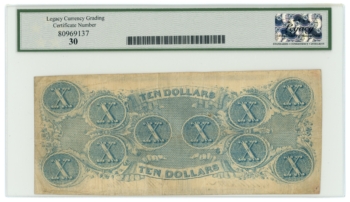 Legacy Currency Grading
Certificate Number
80969137
30
TEN DOLLARS
X X
X X X X
X X
X X
TEN DOLLARS